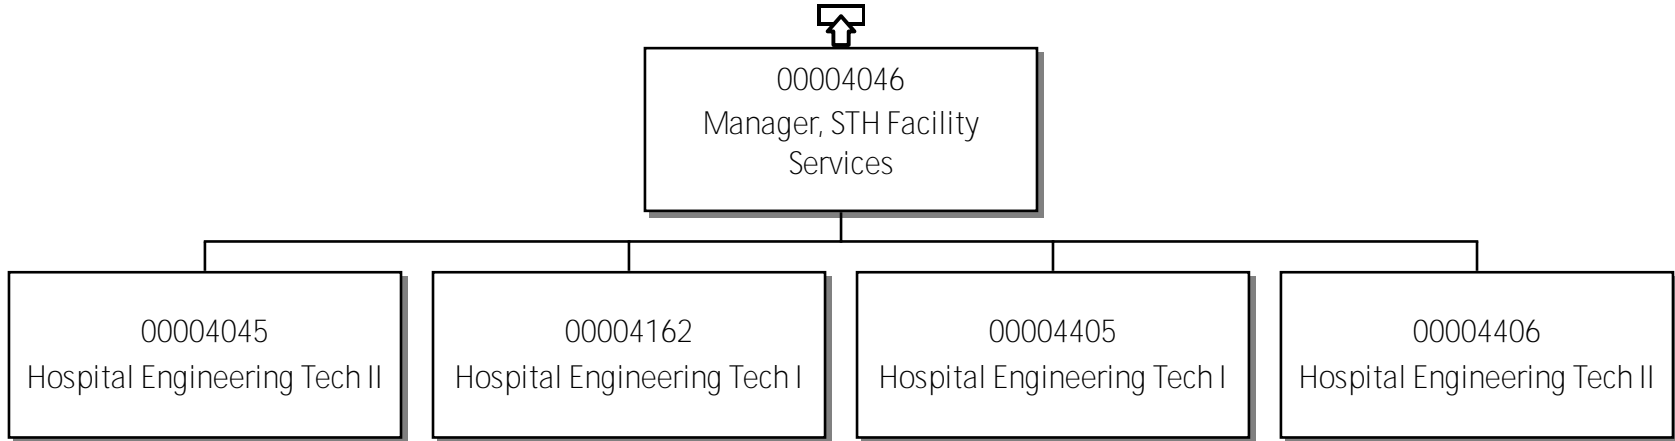 00004046
Manager, STH Facility
Services
00004045
Hospital Engineering Tech II
00004162
Hospital Engineering Tech I
00004405
Hospital Engineering Tech I
00004406
Hospital Engineering Tech II